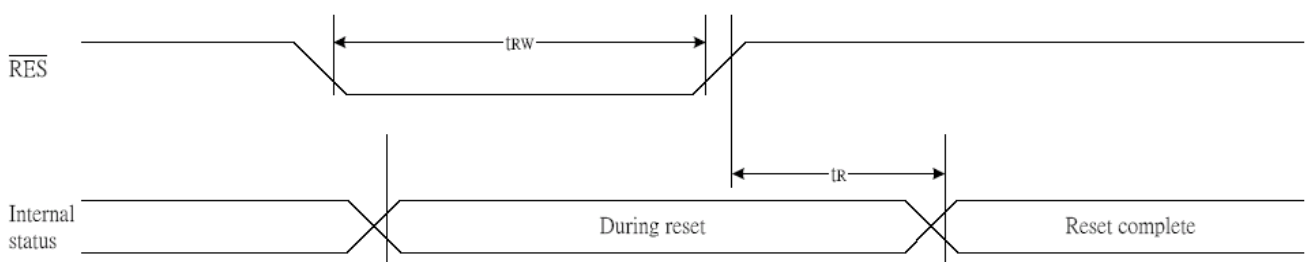 tRW
RES
tR
Internal
status
During reset
Reset complete